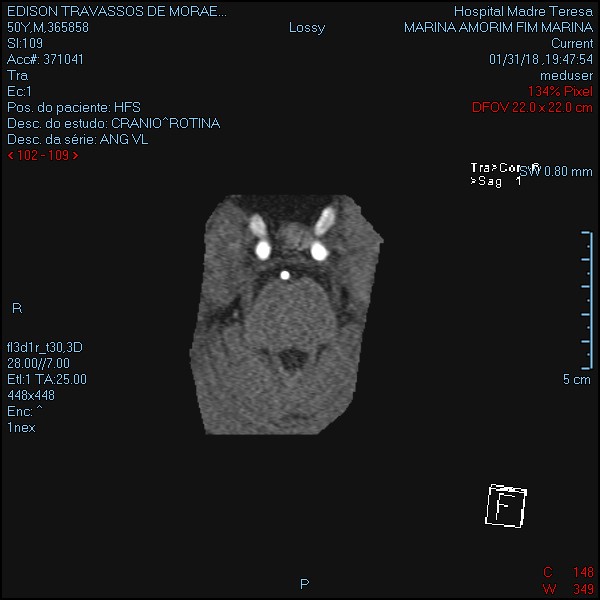 EDISON TRAVASSOS DE MORAE...
50Y,M,365858
Sl:109
Acc#: 371041
Tra
Ec:1
Pos. do paciente: HFS
Desc. do estudo: CRANIO^ROTINA
Desc. da série: ANG VL
< 102 - 109 >
Lossy
Hospital Madre Teresa
MARINA AMORIM FIM MARINA
Current
01/31/18 ,19:47:54
meduser
134% Pixel
DFOV 22.0 x 22.0 cm
Tra>Cor
SW 0.80 mm
>Sag 1
R
fl3d1r_t30,3D
28.00//7.00
Etl:1 TA:25.00
448x448
Enc: ^
1nex
5 cm
F
P
C 148
W 349